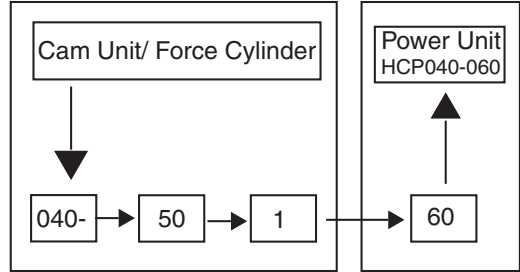 Cam Unit/ Force Cylinder
040-
50
1
Power Unit
HCP040-060
60